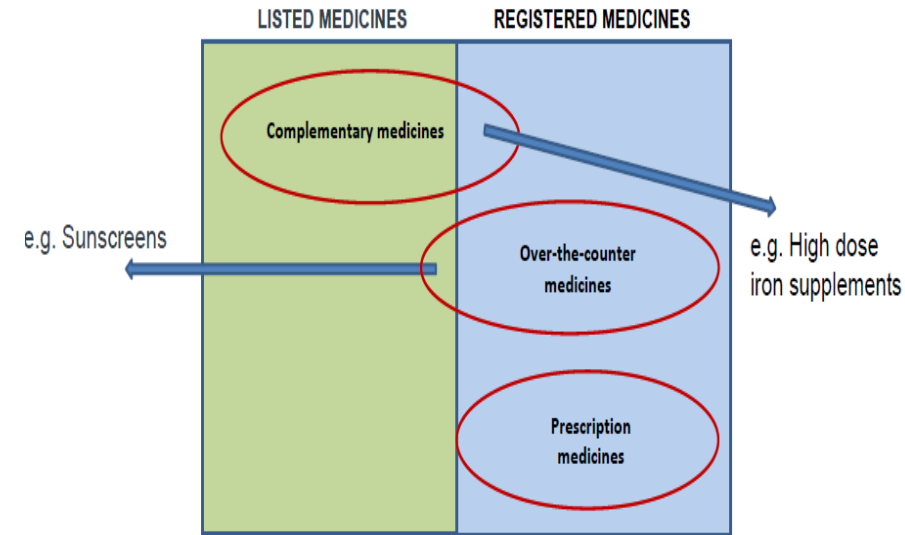 LISTED MEDICINES
REGISTERED MEDICINES
Complementary medicines
e.g. Sunscreens
Over-the-counter
medicines
e.g. High dose
iron supplements
Prescription
medicines